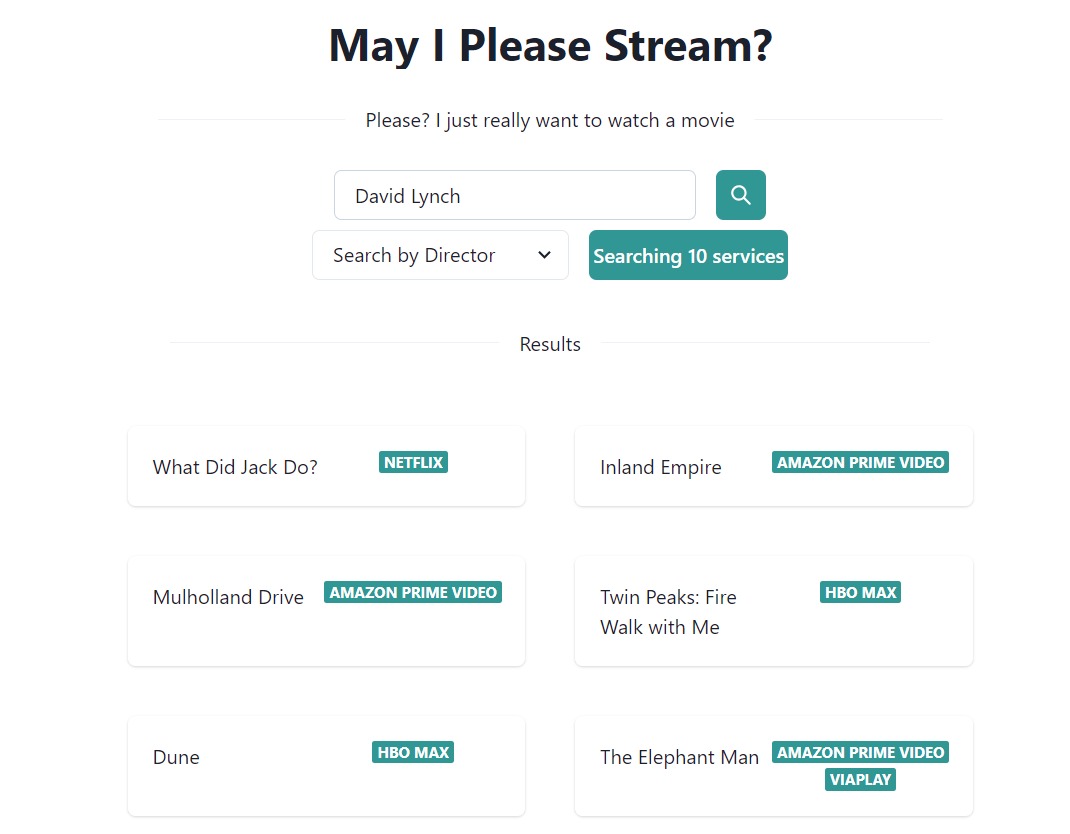 May I Please Stream?
Please? I just really want to watch a movie
David Lynch
Search by Director
Searching 10 services
Results
What Did Jack Do?
NETFLIX
Inland Empire
AMAZON PRIME VIDEO
Mulholland Drive
AMAZON PRIME VIDEO
Twin Peaks: Fire
Walk with Me
HBO MAX
Dune
HBO MAX
The Elephant Man
AMAZON PRIME VIDEO
VIAPLAY